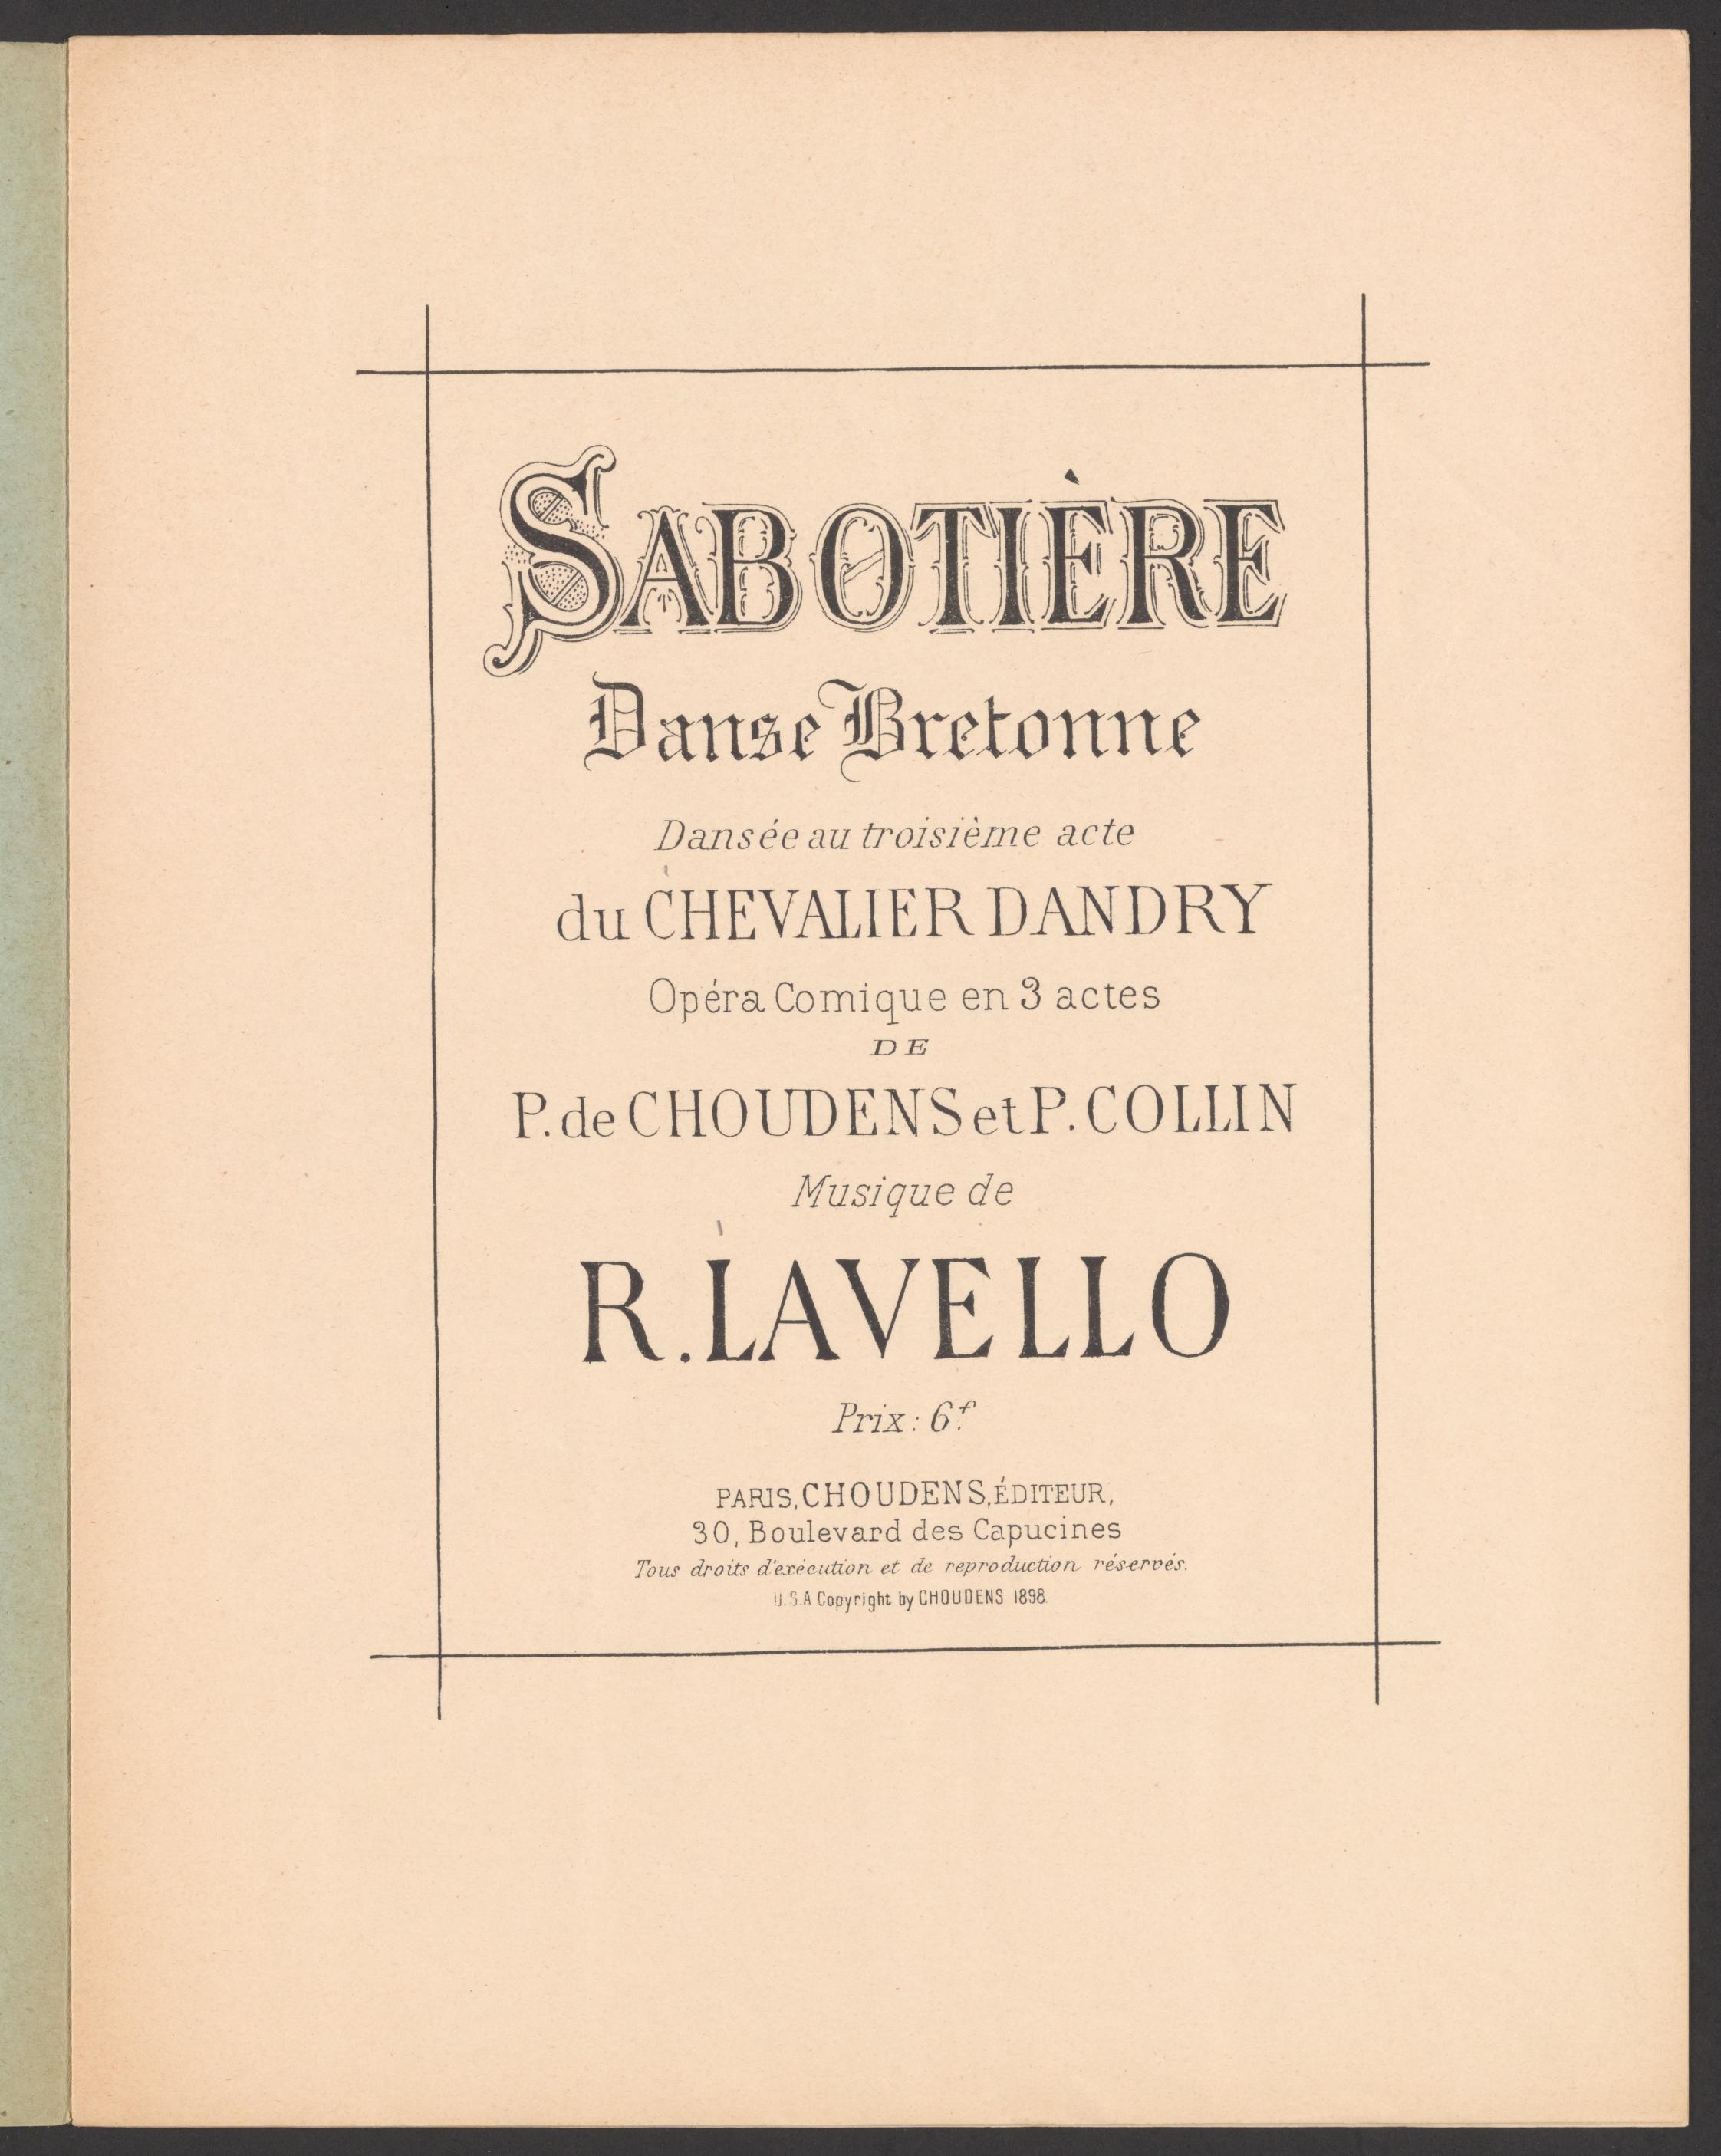 SABOTIÈRE
Danse Bretonne
Dansée au troisième acte
du CHEVALIER DANDRY
Opéra Comique en 3 actes
DE
P. de CHOUDENS et P. COLLIN
Musique de
R. LAVELLO
Prix: 6f.
PARIS, CHOUDENS, ÉDITEUR,
30, Boulevard des Capucines
Tous droits d'exécution et de reproduction réservés.
U.S.A Copyright by CHOUDENS 1898.